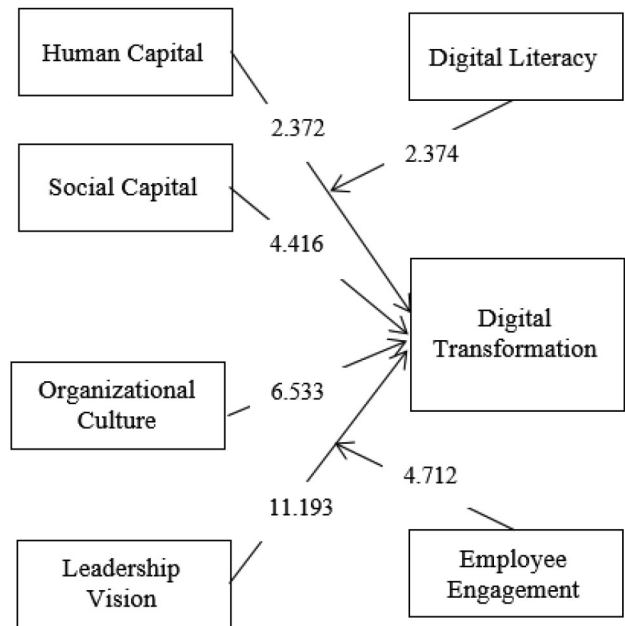 Human Capital
Digital Literacy
2.372
2.374
Social Capital
4.416
Digital
Transformation
Organizational
Culture
6.533
4.712
11.193
Leadership
Vision
Employee
Engagement